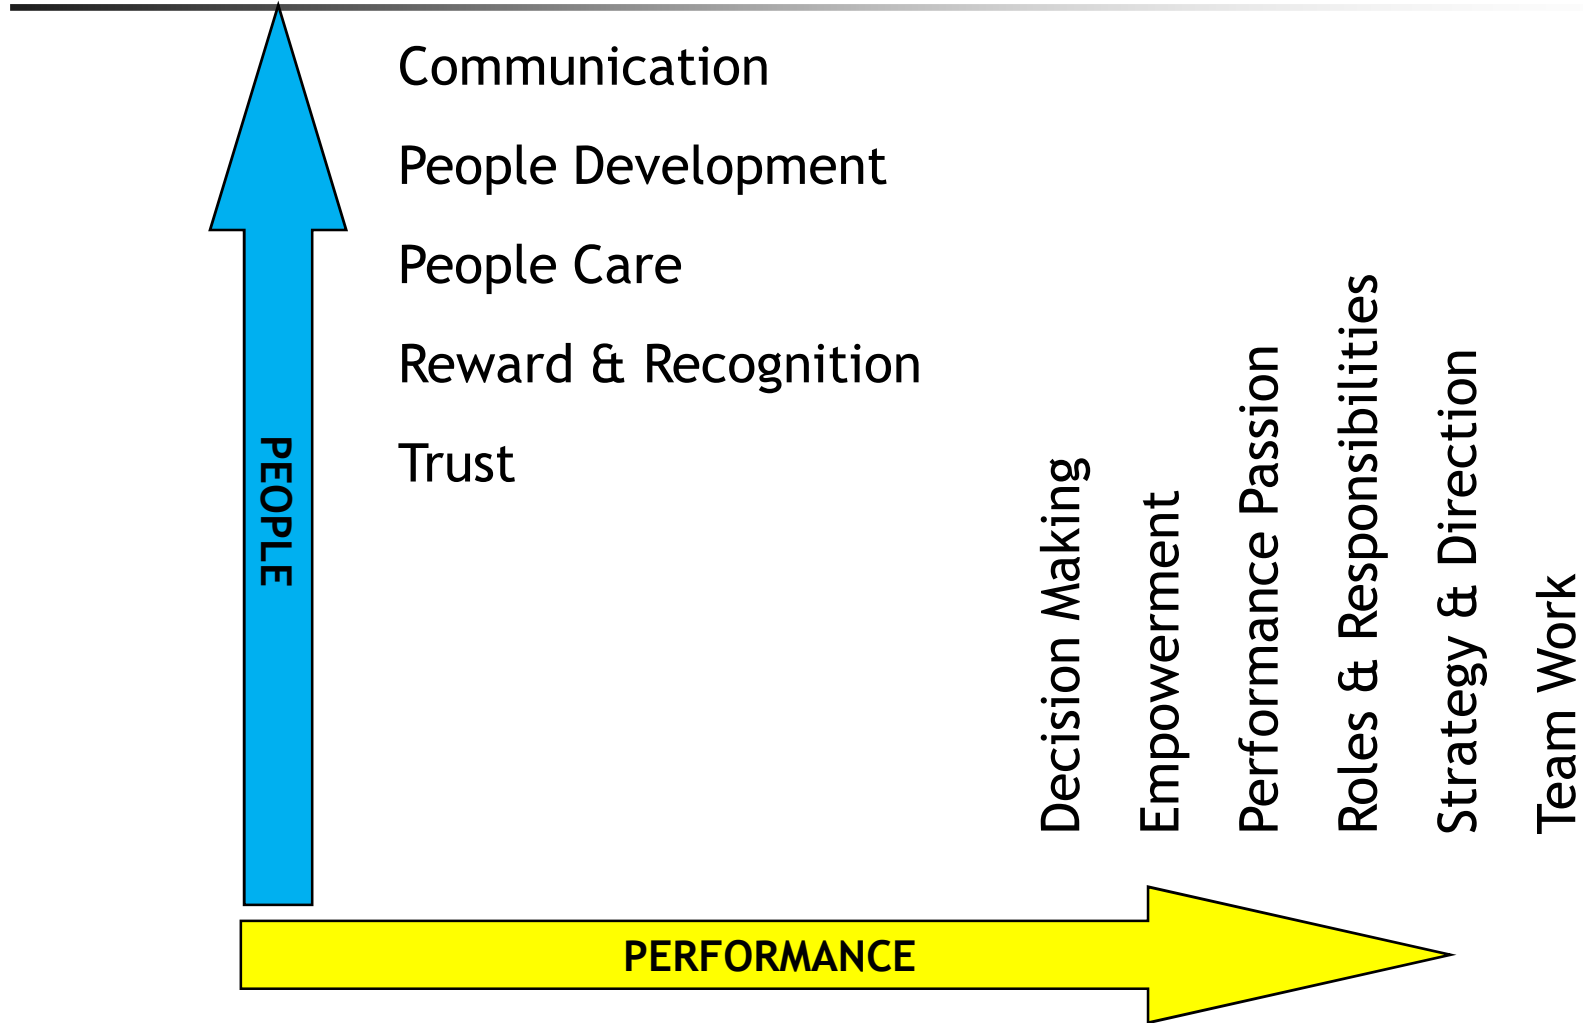 Communication
People Development
People Care
Reward & Recognition
Trust
PEOPLE
Decision Making
Empowerment
Performance Passion
Roles & Responsibilities
Strategy & Direction
Team Work
PERFORMANCE